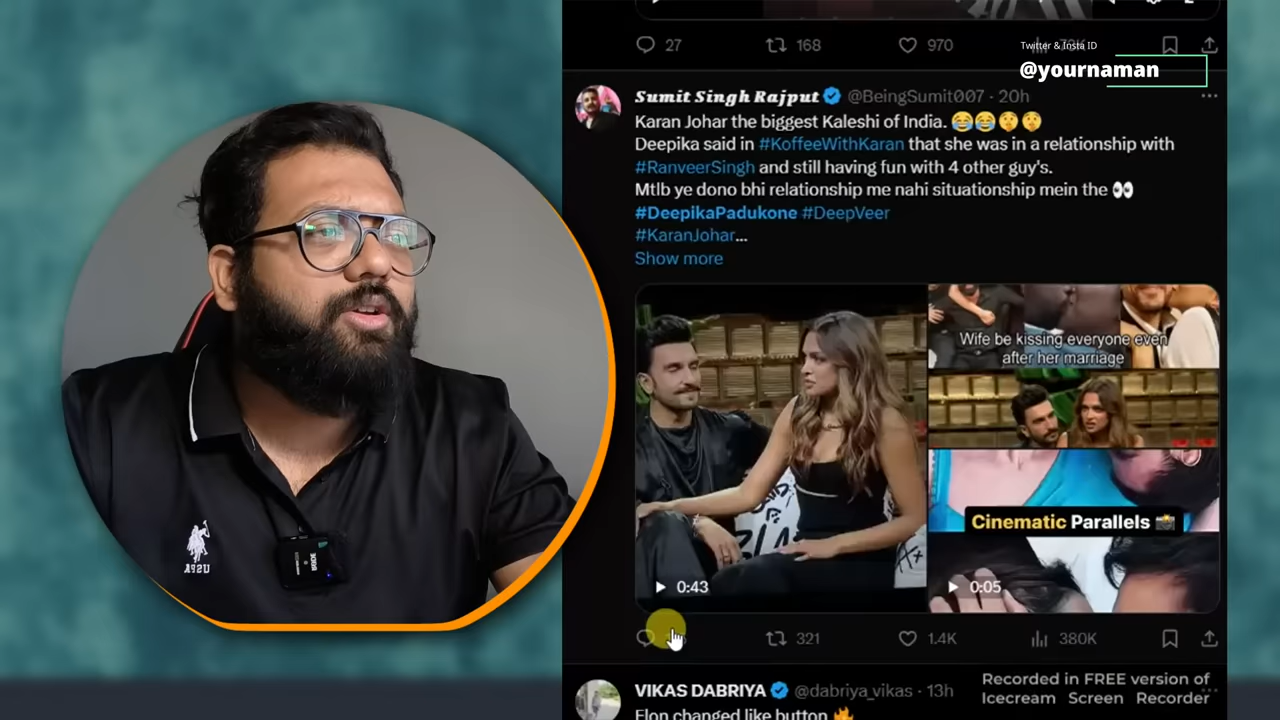 27
168
970
Twitter & Insta ID
@yournaman
Sumit Singh Rajput @BeingSumit007 · 20h
Karan Johar the biggest Kaleshi of India. 😂😂🤫🤫
Deepika said in #KoffeeWithKaran that she was in a relationship with
#RanveerSingh and still having fun with 4 other guy's.
Mtlb ye dono bhi relationship me nahi situationship mein the 👀
#DeepikaPadukone #DeepVeer
#KaranJohar...
Show more
Wife be kissing everyone even
after her marriage
Cinematic Parallels 📸
0:43
0:05
321
1.4K
380K
VIKAS DABRIYA @dabriya_vikas · 13h
Elon changed like button 🔥
Recorded in FREE version of
Icecream Screen Recorder